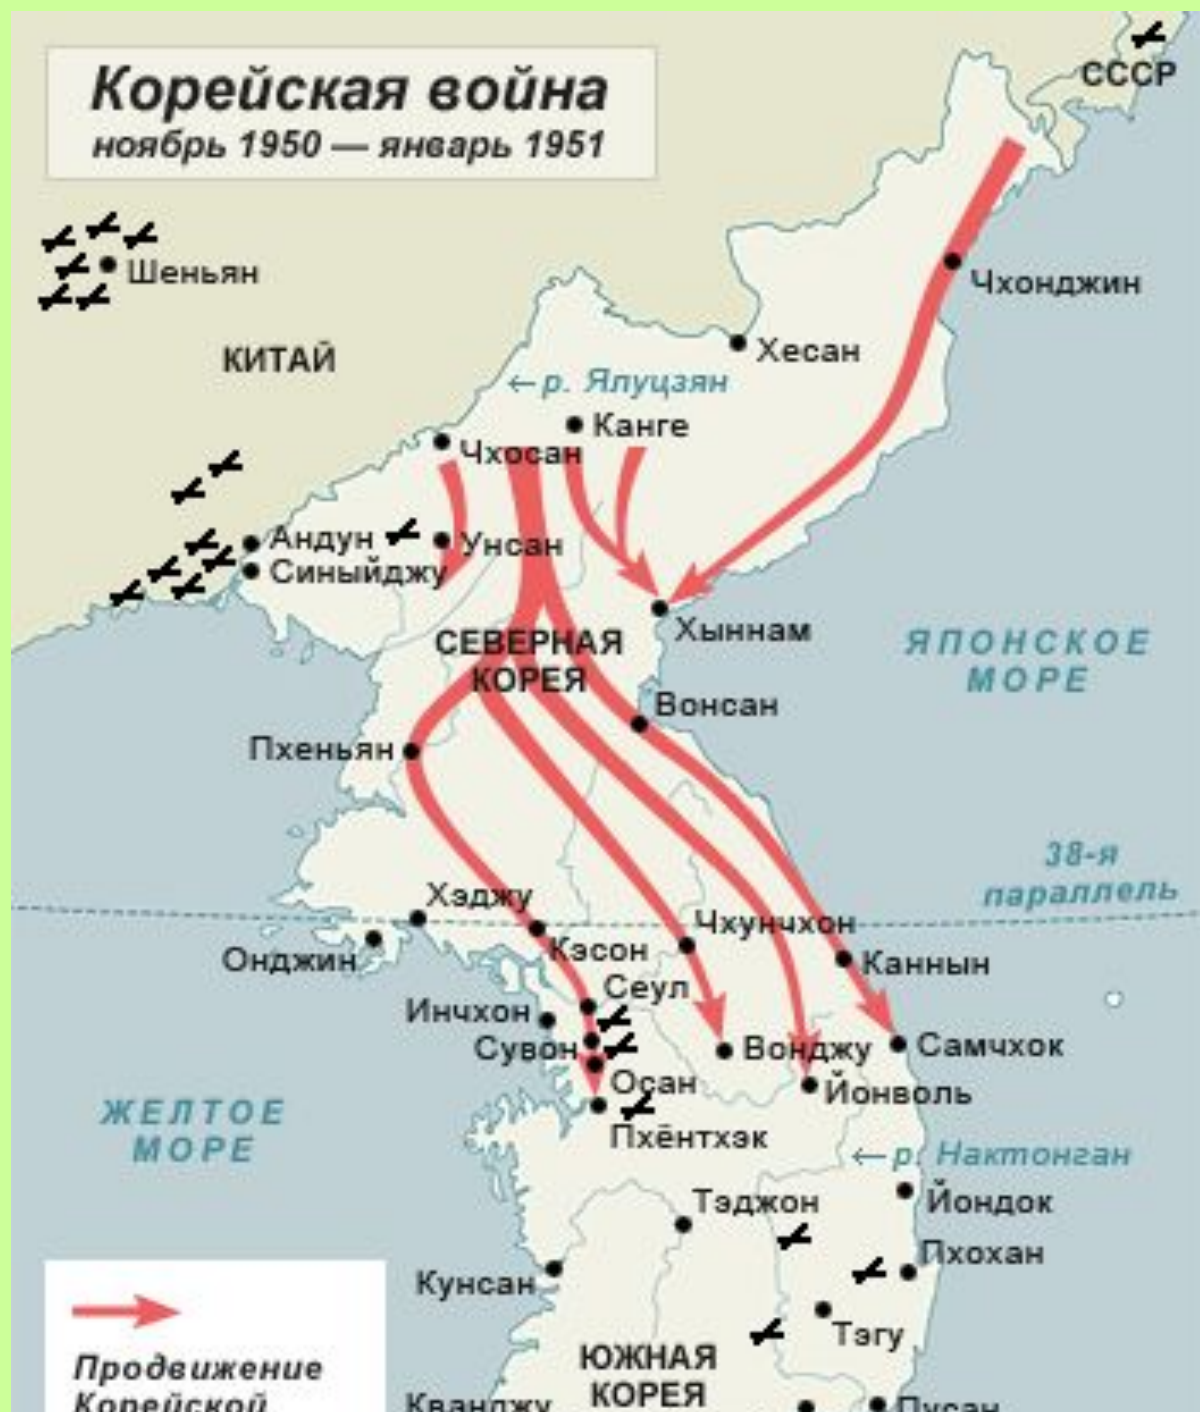 Корейская война
ноябрь 1950 — январь 1951
СССР
Шеньян
Чхонджин
КИТАЙ
Хесан
← р. Ялуцзян
Канге
Чхосан
Андун
Унсан
Синыйджу
СЕВЕРНАЯ
КОРЕЯ
Хыннам
ЯПОНСКОЕ
МОРЕ
Вонсан
Пхеньян
38-я
параллель
Хэджу
Чхунчхон
Онджин
Кэсон
Каннын
Сеул
Инчхон
Сувон
Вонджу
Самчхок
Осан
Йонволь
ЖЕЛТОЕ
МОРЕ
Пхёнтхэк
← р. Нактонган
Тэджон
Йондок
Пхохан
Кунсан
Тэгу
ЮЖНАЯ
КОРЕЯ
Продвижение
Корейской
Кванджу
Пусан